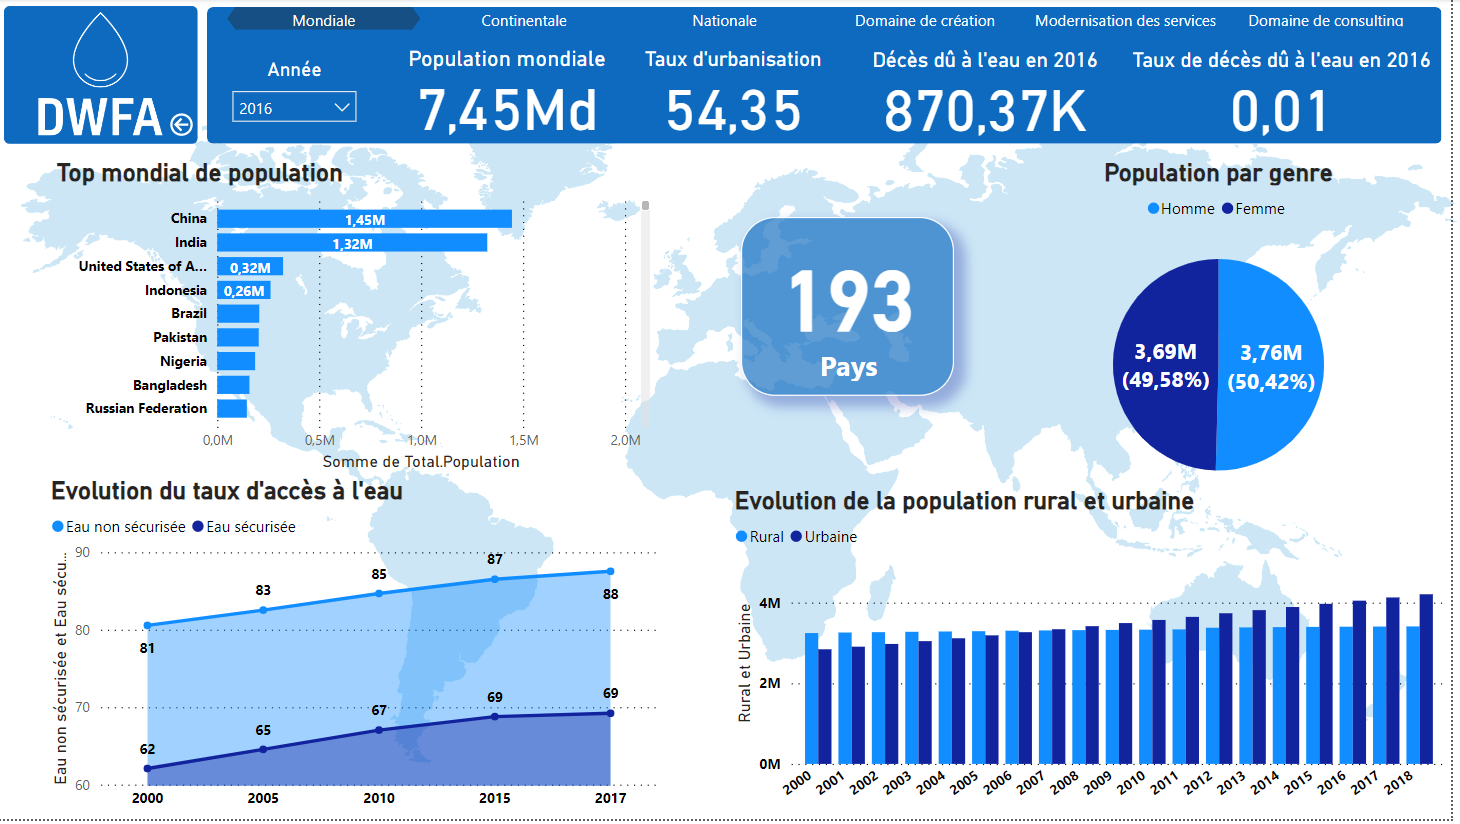 DWFA
Mondiale
Continentale
Nationale
Domaine de création
Modernisation des services
Domaine de consulting
Année
2016
Population mondiale
7,45Md
Taux d'urbanisation
54,35
Décès dû à l'eau en 2016
870,37K
Taux de décès dû à l'eau en 2016
0,01
Top mondial de population
China
1,45M
India
1,32M
United States of A...
0,32M
Indonesia
0,26M
Brazil
Pakistan
Nigeria
Bangladesh
Russian Federation
0,0M
0,5M
1,0M
1,5M
2,0M
Somme de Total.Population
193
Pays
Population par genre
Homme
Femme
3,69M
(49,58%)
3,76M
(50,42%)
Evolution du taux d'accès à l'eau
Eau non sécurisée
Eau sécurisée
Eau non sécurisée et Eau sécu...
90
80
70
60
81
83
85
87
88
62
65
67
69
69
2000
2005
2010
2015
2017
Evolution de la population rural et urbaine
Rural
Urbaine
Rural et Urbaine
4M
2M
0M
2000
2001
2002
2003
2004
2005
2006
2007
2008
2009
2010
2011
2012
2013
2014
2015
2016
2017
2018